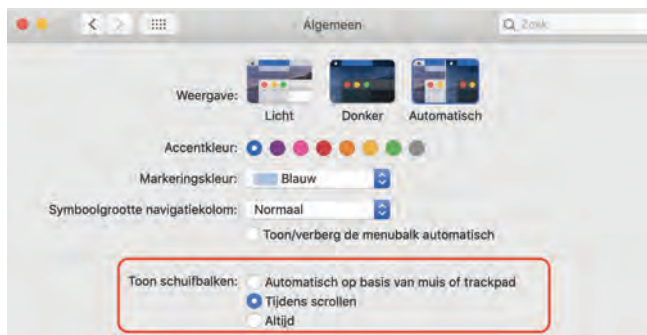 Algemeen
Zoek
Weergave:
Licht Donker Automatisch
Accentkleur:
Markeringskleur: Blauw
Symboolgrootte navigatiekolom: Normaal
Toon/verberg de menubalk automatisch
Toon schuifbalken: Automatisch op basis van muis of trackpad
Tijdens scrollen
Altijd